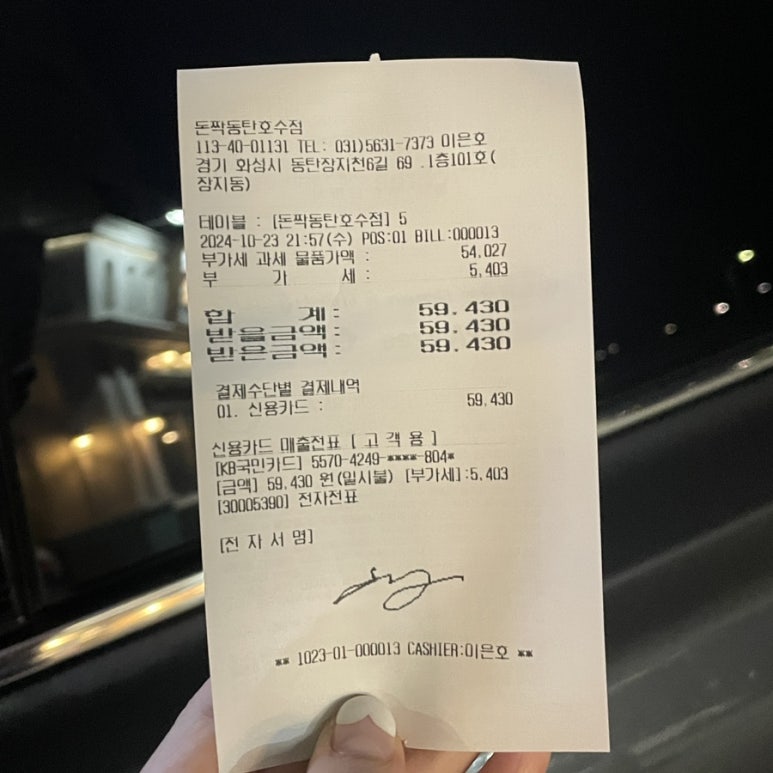 돈짝동탄호수점
113-40-01131 TEL: 031)5631-7373 이은호
경기 화성시 동탄장지천6길 69 .1층101호(
장지동)
테이블 : [돈짝동탄호수점] 5
2024-10-23 21:57(수) POS:01 BILL:000013
부가세 과세 물품가액 : 54,027
부 가 세 : 5,403
합 계: 59.430
받을금액: 59.430
받은금액: 59.430
결제수단별 결제내역
01. 신용카드 : 59,430
신용카드 매출전표 [ 고 객 용 ]
[KB국민카드] 5570-4249-****-804*
[금액] 59,430 원(일시불) [부가세]:5,403
[30005390] 전자전표
[전 자 서 명]
** 1023-01-000013 CASHIER:이은호 **